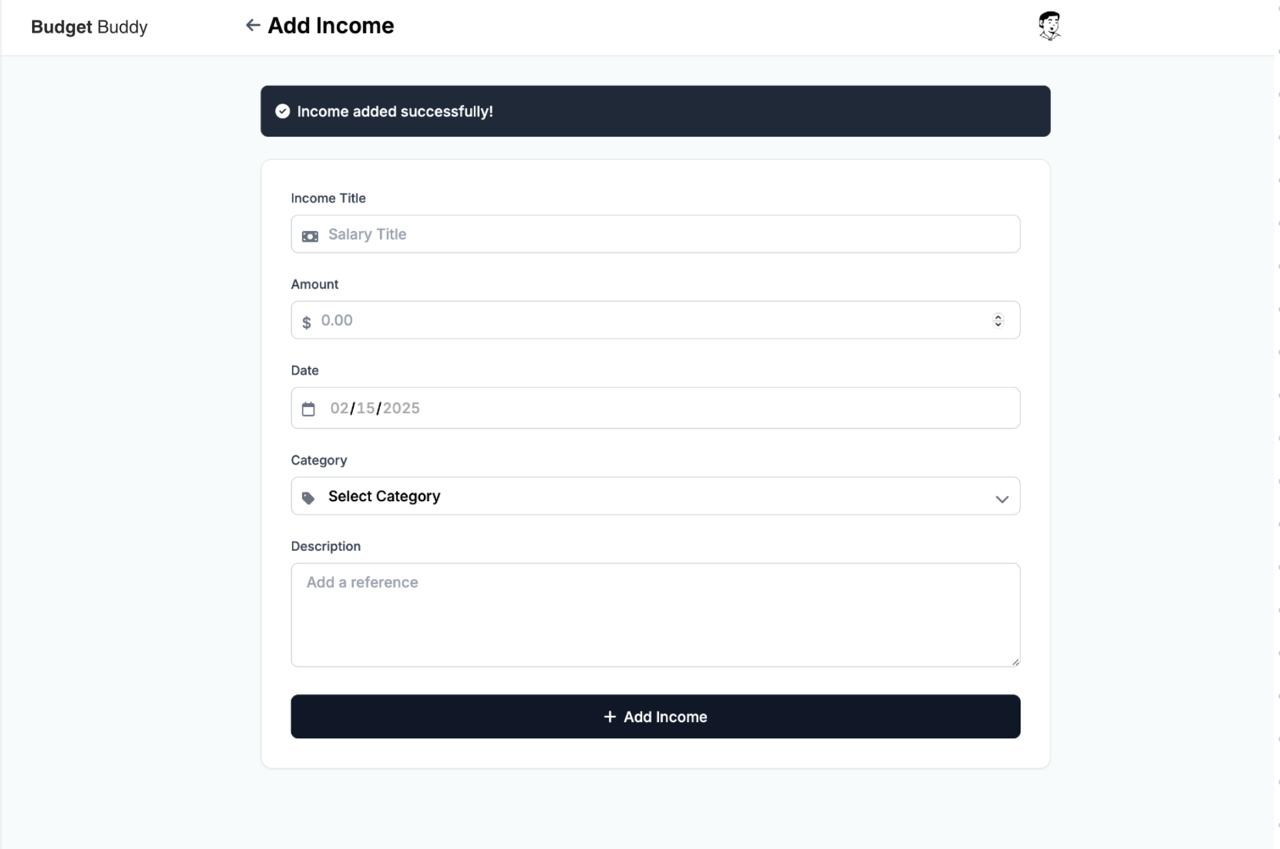 Budget Buddy
Add Income
Income added successfully!
Income Title
Salary Title
Amount
$ 0.00
Date
02/15/2025
Category
Select Category
Description
Add a reference
+ Add Income